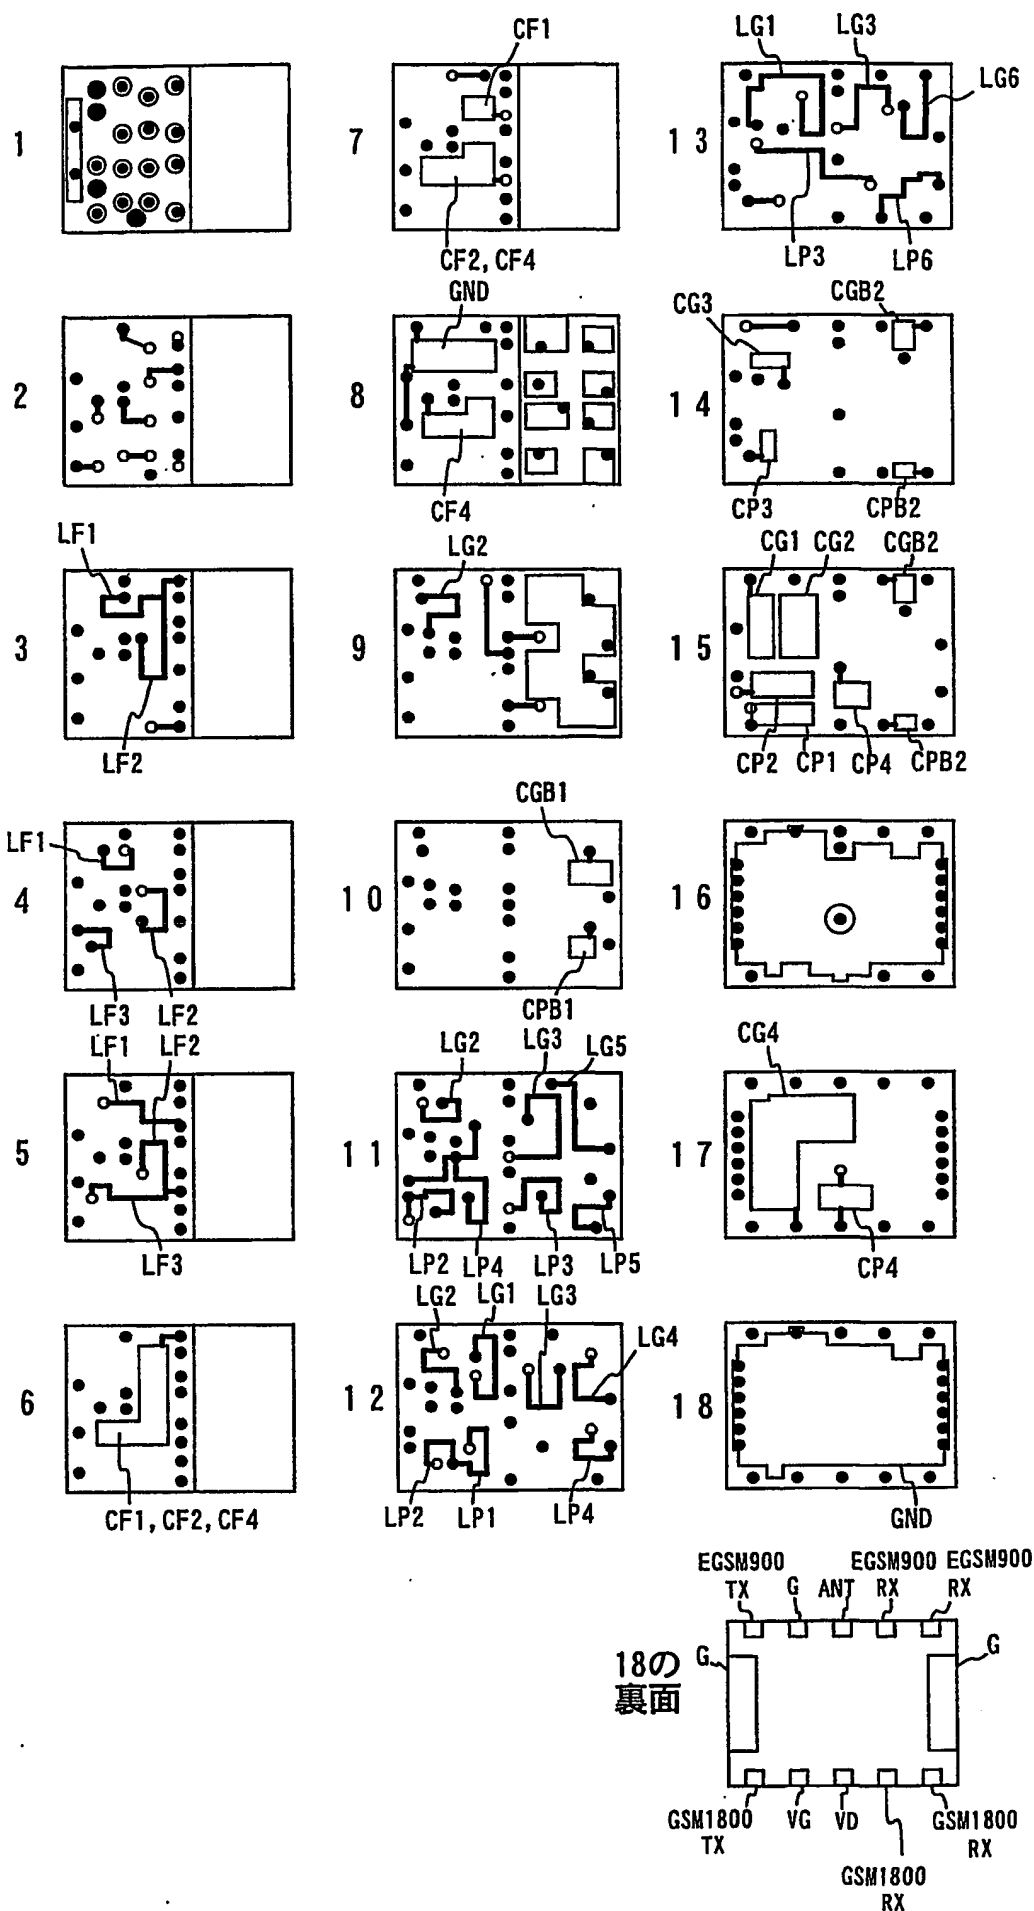 1
2
LF1
3
LF2
LF1
4
LF3 LF2
LF1 LF2
5
LF3
6
CF1, CF2, CF4
CF1
7
CF2, CF4
GND
8
CF4
LG2
9
CGB1
10
CPB1
LG2 LG3 LG5
11
LP2 LP4 LP3 LP5
LG2 LG1 LG3
LG4
12
LP2 LP1 LP4
LG1 LG3
LG6
13
LP3 LP6
CG3 CGB2
14
CP3 CPB2
CG1 CG2 CGB2
15
CP2 CP1 CP4 CPB2
16
CG4
17
CP4
18
GND
EGSM900 EGSM900 EGSM900
TX G ANT RX RX
G G
18の
裏面
GSM1800 VG VD GSM1800
TX RX
GSM1800
RX